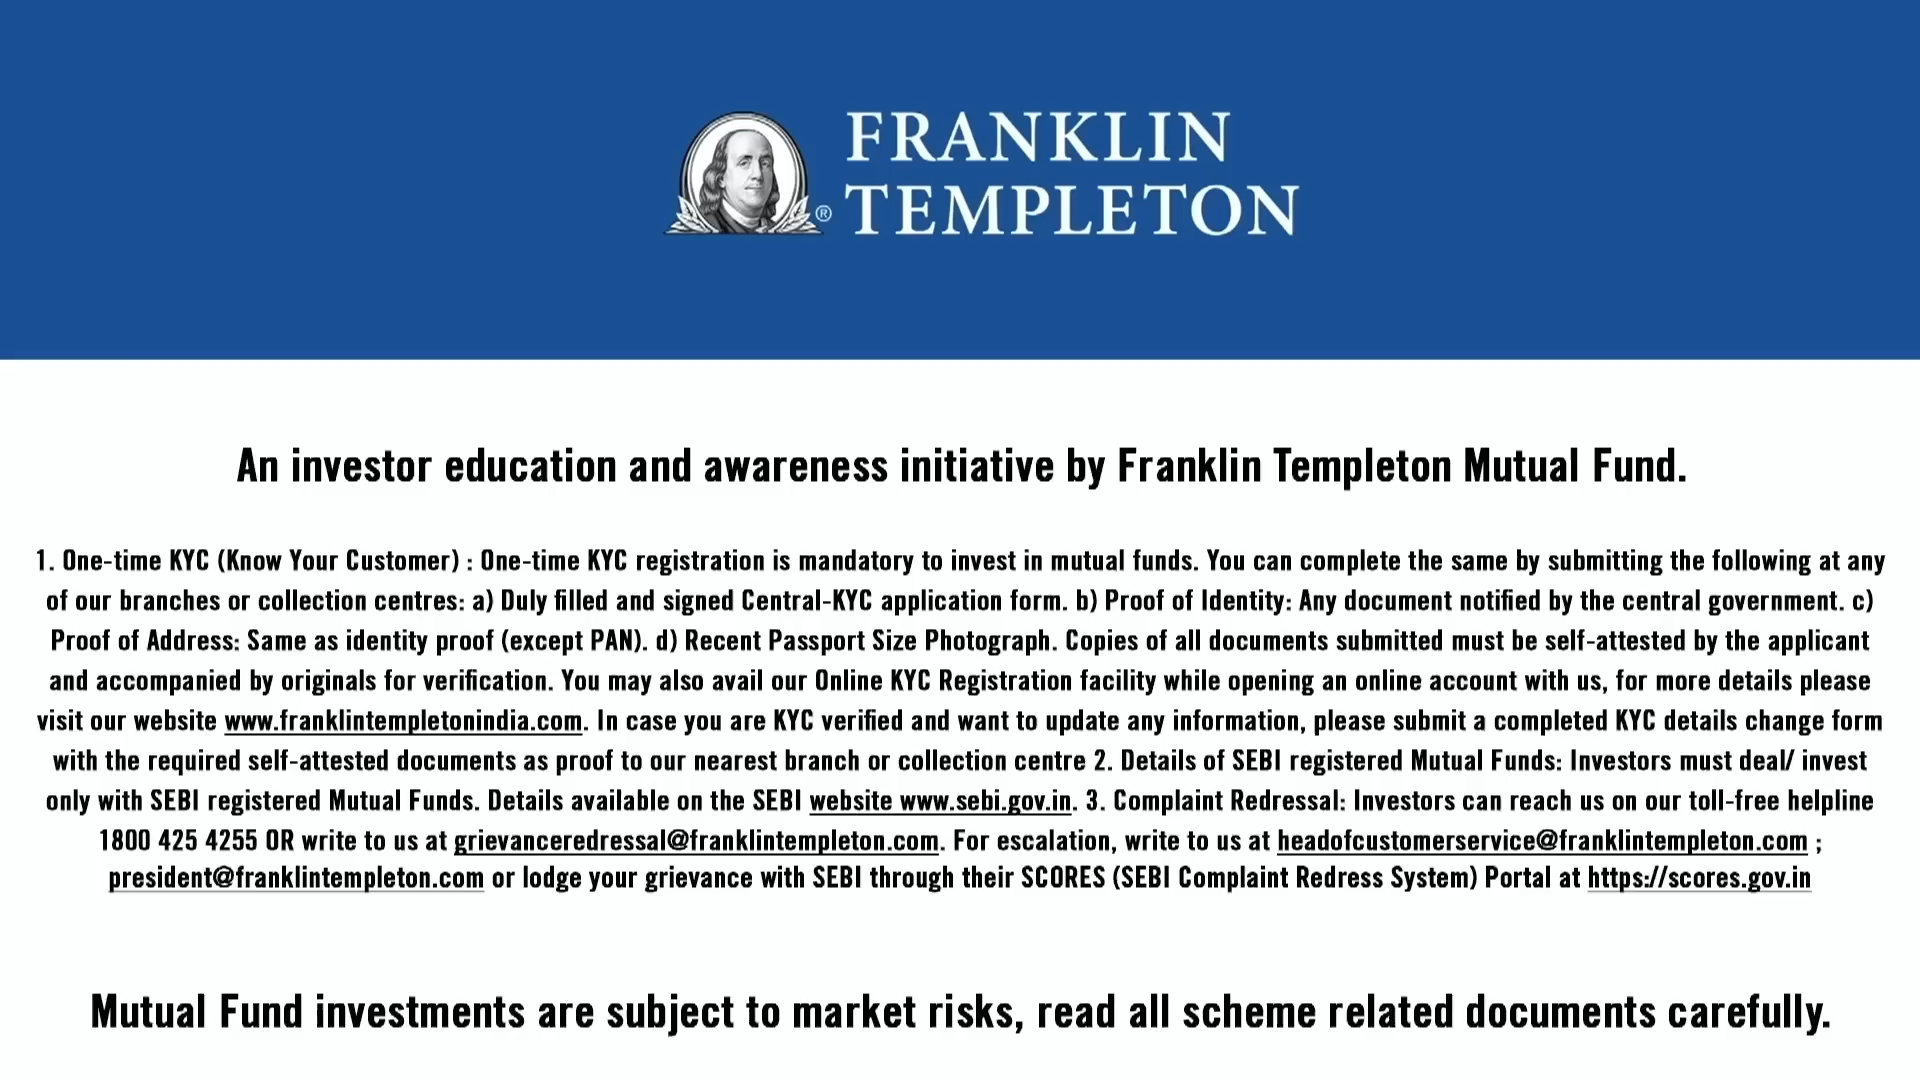 FRANKLIN
TEMPLETON
®
An investor education and awareness initiative by Franklin Templeton Mutual Fund.
1. One-time KYC (Know Your Customer) : One-time KYC registration is mandatory to invest in mutual funds. You can complete the same by submitting the following at any
of our branches or collection centres: a) Duly filled and signed Central-KYC application form. b) Proof of Identity: Any document notified by the central government. c)
Proof of Address: Same as identity proof (except PAN). d) Recent Passport Size Photograph. Copies of all documents submitted must be self-attested by the applicant
and accompanied by originals for verification. You may also avail our Online KYC Registration facility while opening an online account with us, for more details please
visit our website www.franklintempletonindia.com. In case you are KYC verified and want to update any information, please submit a completed KYC details change form
with the required self-attested documents as proof to our nearest branch or collection centre 2. Details of SEBI registered Mutual Funds: Investors must deal/ invest
only with SEBI registered Mutual Funds. Details available on the SEBI website www.sebi.gov.in. 3. Complaint Redressal: Investors can reach us on our toll-free helpline
1800 425 4255 OR write to us at grievanceredressal@franklintempleton.com. For escalation, write to us at headofcustomerservice@franklintempleton.com ;
president@franklintempleton.com or lodge your grievance with SEBI through their SCORES (SEBI Complaint Redress System) Portal at https://scores.gov.in
Mutual Fund investments are subject to market risks, read all scheme related documents carefully.